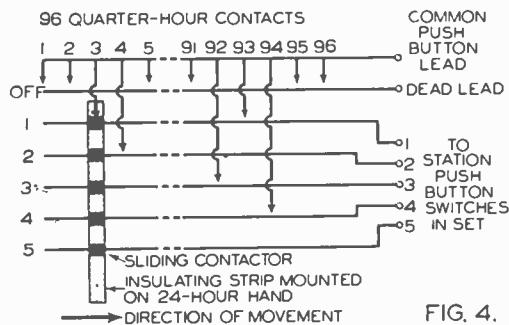 96 QUARTER-HOUR CONTACTS
COMMON
PUSH
BUTTON
LEAD
1 2 3 4 5 91 92 93 94 95 96
OFF
DEAD LEAD
1
2
3
4
5
1
2
3
4
5
TO
STATION
PUSH
BUTTON
SWITCHES
IN SET
SLIDING CONTACTOR
INSULATING STRIP MOUNTED
ON 24-HOUR HAND
DIRECTION OF MOVEMENT
FIG. 4.